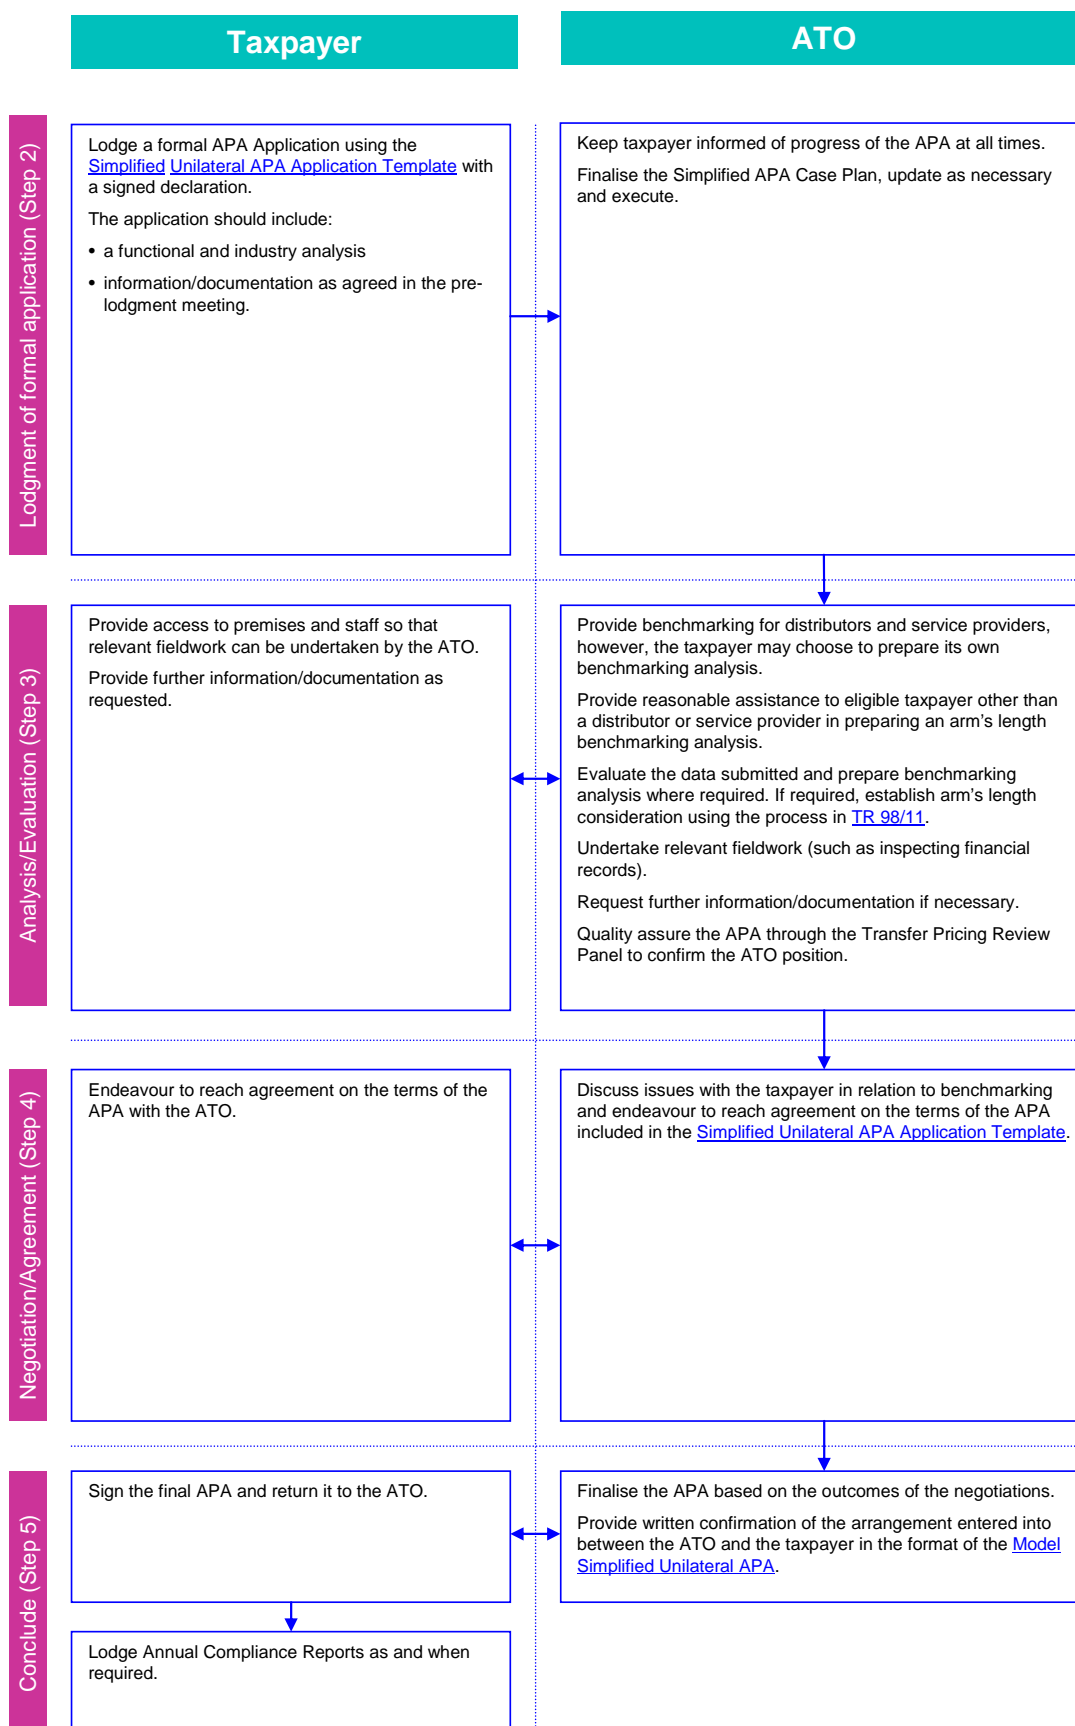 Taxpayer
ATO
Lodgment of formal application (Step 2)
Lodge a formal APA Application using the
Simplified Unilateral APA Application Template with
a signed declaration.
The application should include:
• a functional and industry analysis
• information/documentation as agreed in the pre-
lodgment meeting.
Keep taxpayer informed of progress of the APA at all times.
Finalise the Simplified APA Case Plan, update as necessary
and execute.
Analysis/Evaluation (Step 3)
Provide access to premises and staff so that
relevant fieldwork can be undertaken by the ATO.
Provide further information/documentation as
requested.
Provide benchmarking for distributors and service providers,
however, the taxpayer may choose to prepare its own
benchmarking analysis.
Provide reasonable assistance to eligible taxpayer other than
a distributor or service provider in preparing an arm's length
benchmarking analysis.
Evaluate the data submitted and prepare benchmarking
analysis where required. If required, establish arm's length
consideration using the process in TR 98/11.
Undertake relevant fieldwork (such as inspecting financial
records).
Request further information/documentation if necessary.
Quality assure the APA through the Transfer Pricing Review
Panel to confirm the ATO position.
Negotiation/Agreement (Step 4)
Endeavour to reach agreement on the terms of the
APA with the ATO.
Discuss issues with the taxpayer in relation to benchmarking
and endeavour to reach agreement on the terms of the APA
included in the Simplified Unilateral APA Application Template.
Conclude (Step 5)
Sign the final APA and return it to the ATO.
Finalise the APA based on the outcomes of the negotiations.
Provide written confirmation of the arrangement entered into
between the ATO and the taxpayer in the format of the Model
Simplified Unilateral APA.
Lodge Annual Compliance Reports as and when
required.